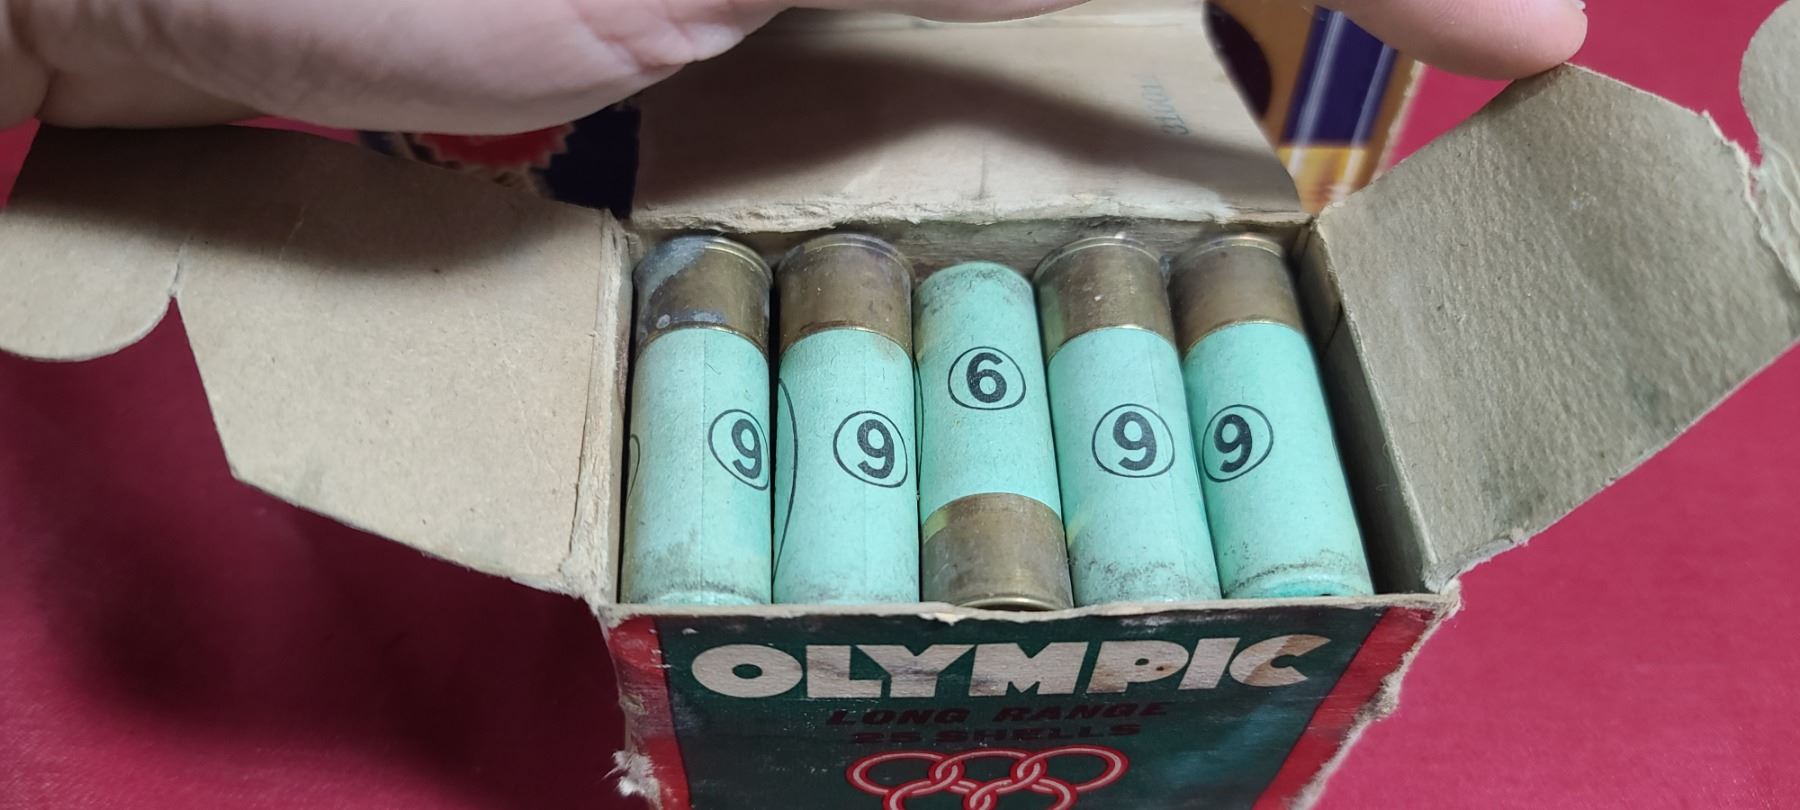 9 9 6 9 9
OLYMPIC
LONG RANGE
25 SHELLS